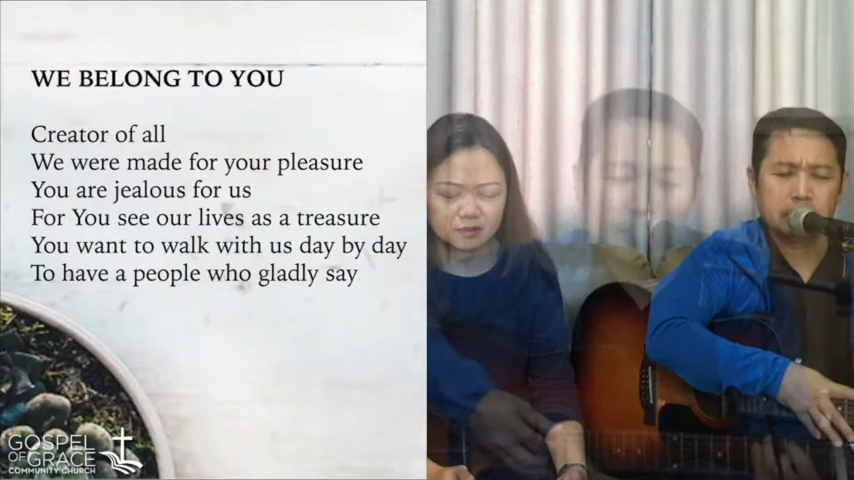 WE BELONG TO YOU
Creator of all
We were made for your pleasure
You are jealous for us
For You see our lives as a treasure
You want to walk with us day by day
To have a people who gladly say
GOSPEL
OF GRACE
COMMUNITY CHURCH